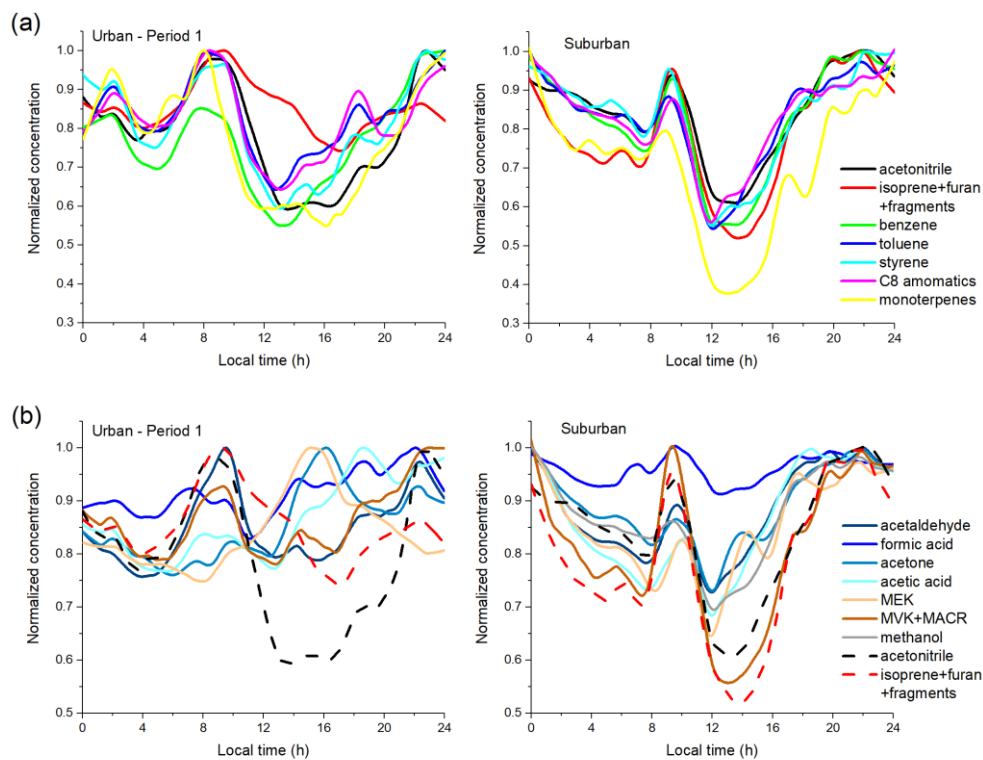 (a)
Urban - Period 1
Suburban
Normalized concentration
1.0
0.9
0.8
0.7
0.6
0.5
0.4
0.3
0 4 8 12 16 20 24
Local time (h)
Normalized concentration
1.0
0.9
0.8
0.7
0.6
0.5
0.4
0.3
0 4 8 12 16 20 24
Local time (h)
acetonitrile
isoprene+furan
+fragments
benzene
toluene
styrene
C8 amomatics
monoterpenes
(b)
Urban - Period 1
Suburban
Normalized concentration
1.0
0.9
0.8
0.7
0.6
0.5
0 4 8 12 16 20 24
Local time (h)
Normalized concentration
1.0
0.9
0.8
0.7
0.6
0.5
0 4 8 12 16 20 24
Local time (h)
acetaldehyde
formic acid
acetone
acetic acid
MEK
MVK+MACR
methanol
acetonitrile
isoprene+furan
+fragments